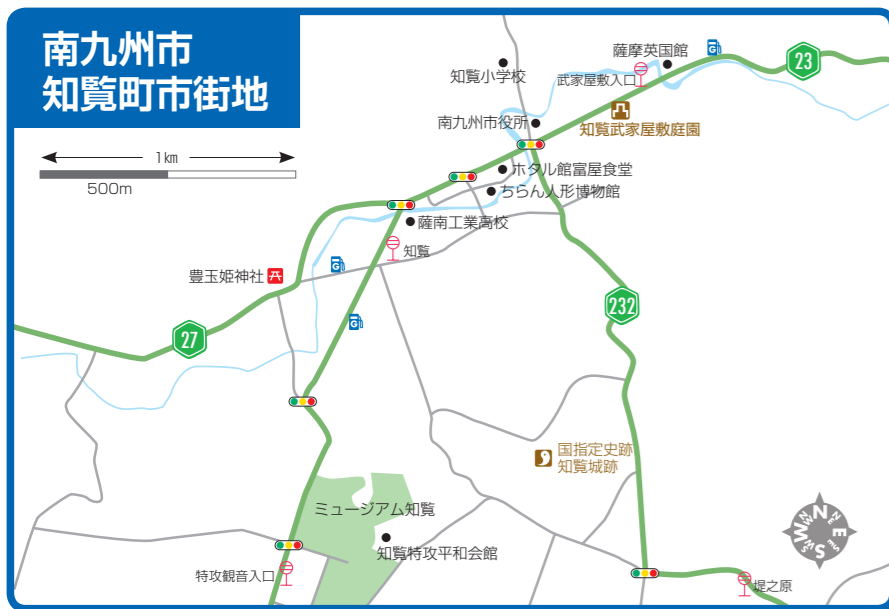 南九州市
知覧町市街地
1km
500m
薩摩英国館
G
23
知覧小学校
武家屋敷入口
南九州市役所
知覧武家屋敷庭園
ホタル館富屋食堂
ちらん人形博物館
薩南工業高校
知覧
G
豊玉姫神社
232
G
27
国指定史跡
知覧城跡
ミュージアム知覧
知覧特攻平和会館
特攻観音入口
堤之原
N
E
S
W